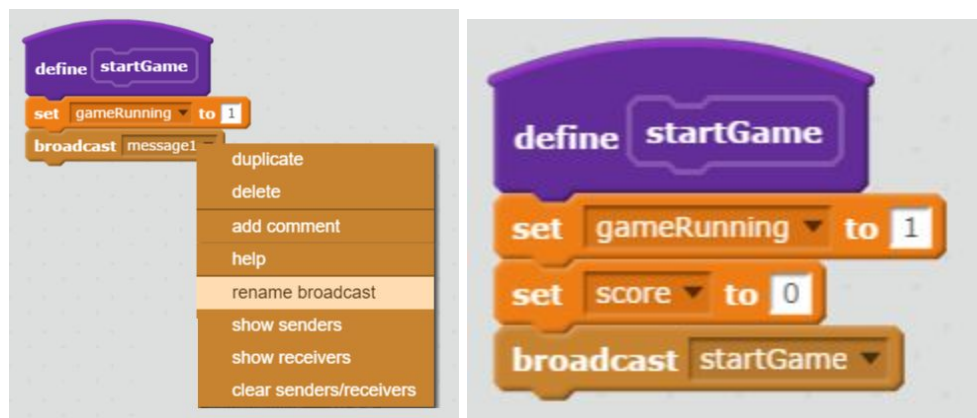 define startGame
set gameRunning to 1
broadcast message1
duplicate
delete
add comment
help
rename broadcast
show senders
show receivers
clear senders/receivers
define startGame
set gameRunning to 1
set score to 0
broadcast startGame